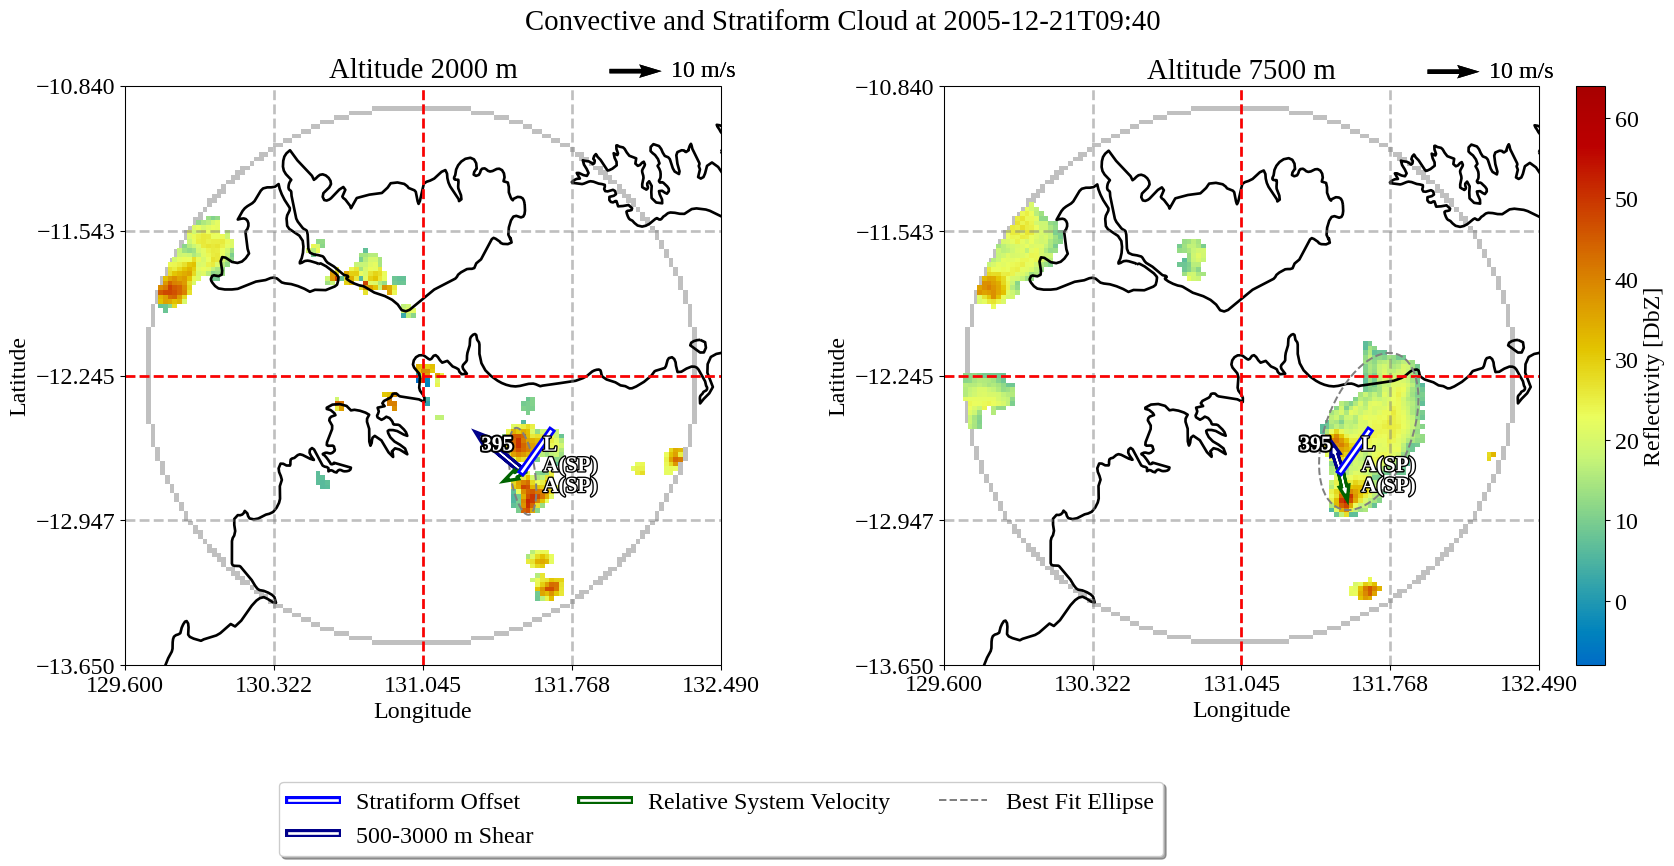 Convective and Stratiform Cloud at 2005-12-21T09:40
Altitude 2000 m
10 m/s
Altitude 7500 m
10 m/s
−10.840
−11.543
−12.245
−12.947
−13.650
Latitude
129.600
130.322
131.045
131.768
132.490
Longitude
395
L
A(SP)
A(SP)
−10.840
−11.543
−12.245
−12.947
−13.650
Latitude
129.600
130.322
131.045
131.768
132.490
Longitude
395
L
A(SP)
A(SP)
60
50
40
30
20
10
0
Reflectivity [DbZ]
Stratiform Offset
Relative System Velocity
Best Fit Ellipse
500-3000 m Shear